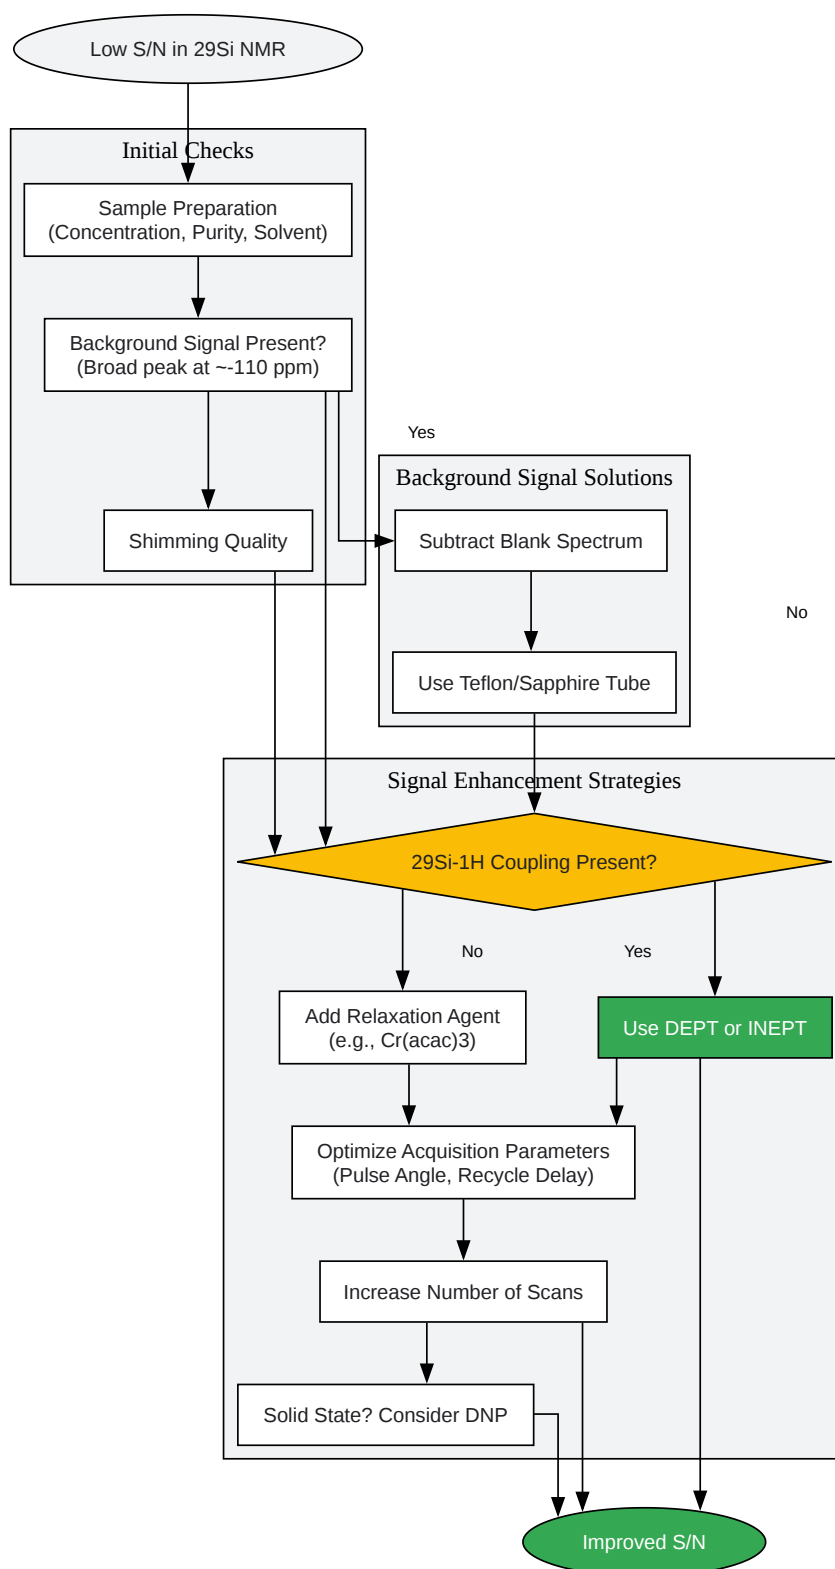 Low S/N in 29Si NMR
Initial Checks
Sample Preparation
(Concentration, Purity, Solvent)
Background Signal Present?
(Broad peak at ~-110 ppm)
Yes
Background Signal Solutions
Shimming Quality
Subtract Blank Spectrum
No
Use Teflon/Sapphire Tube
Signal Enhancement Strategies
29Si-1H Coupling Present?
No
Yes
Add Relaxation Agent
(e.g., Cr(acac)3)
Use DEPT or INEPT
Optimize Acquisition Parameters
(Pulse Angle, Recycle Delay)
Increase Number of Scans
Solid State? Consider DNP
Improved S/N